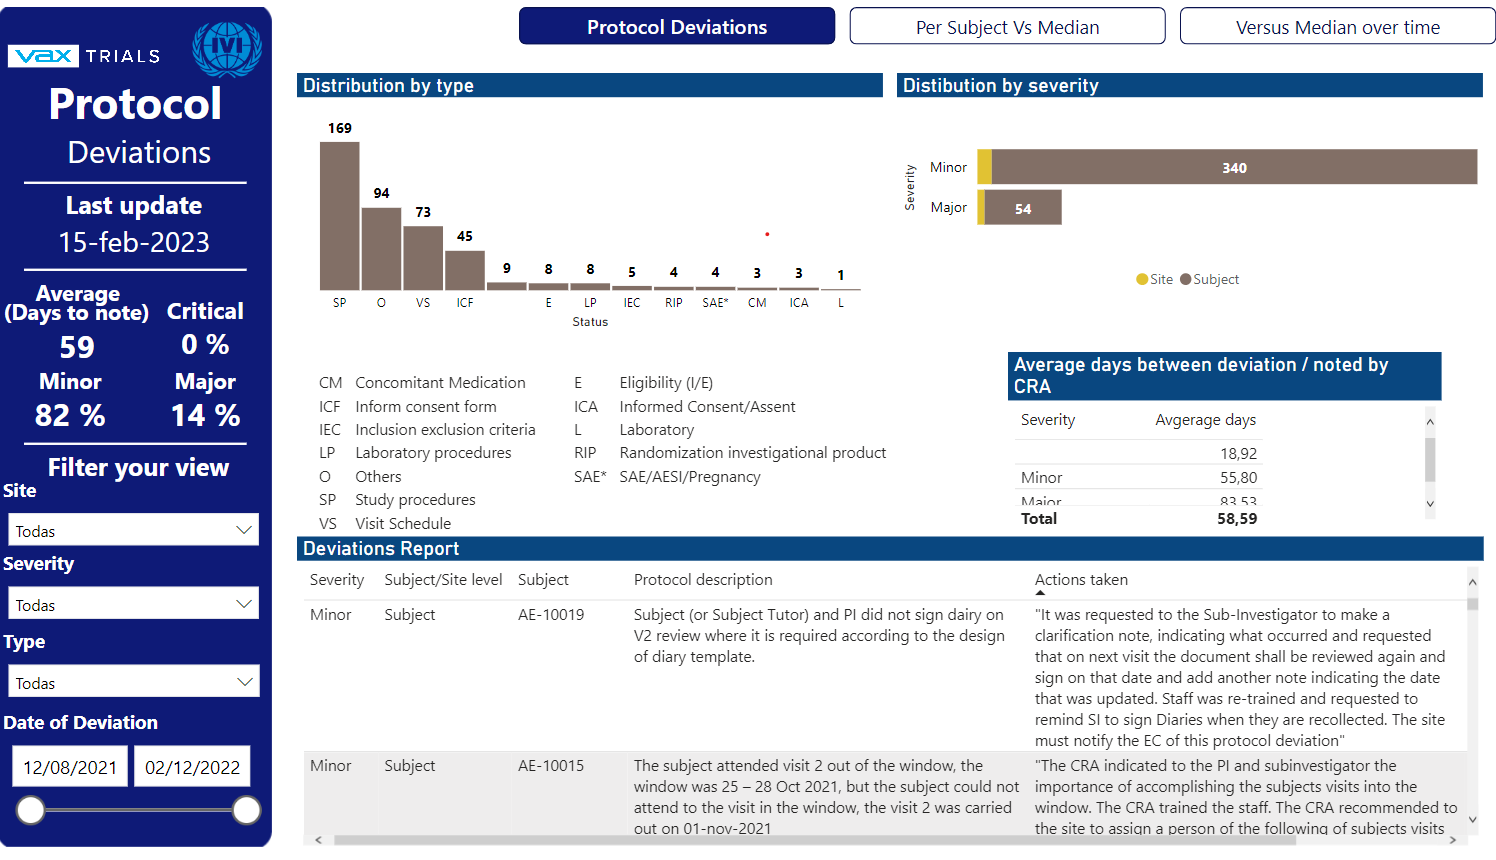 Protocol Deviations
Per Subject Vs Median
Versus Median over time
vax TRIALS
IVI
Protocol
Deviations
Last update
15-feb-2023
Average
(Days to note)
59
Critical
0 %
Minor
82 %
Major
14 %
Filter your view
Site
Todas
Severity
Todas
Type
Todas
Date of Deviation
12/08/2021
02/12/2022
Distribution by type
169
94
73
45
9
8
8
5
4
4
3
3
1
SP
O
VS
ICF
E
LP
IEC
RIP
SAE*
CM
ICA
L
Status
CM Concomitant Medication
ICF Inform consent form
IEC Inclusion exclusion criteria
LP Laboratory procedures
O Others
SP Study procedures
VS Visit Schedule
E Eligibility (I/E)
ICA Informed Consent/Assent
L Laboratory
RIP Randomization investigational product
SAE* SAE/AESI/Pregnancy
Distibution by severity
Severity
Minor
340
Major
54
Site
Subject
Average days between deviation / noted by
CRA
Severity Avgerage days
18,92
Minor 55,80
Major 83,53
Total 58,59
Deviations Report
Severity Subject/Site level Subject Protocol description Actions taken
Minor Subject AE-10019
Subject (or Subject Tutor) and PI did not sign dairy on
V2 review where it is required according to the design
of diary template.
"It was requested to the Sub-Investigator to make a
clarification note, indicating what occurred and requested
that on next visit the document shall be reviewed again and
sign on that date and add another note indicating the date
that was updated. Staff was re-trained and requested to
remind SI to sign Diaries when they are recollected. The site
must notify the EC of this protocol deviation"
Minor Subject AE-10015
The subject attended visit 2 out of the window, the
window was 25 – 28 Oct 2021, but the subject could not
attend to the visit in the window, the visit 2 was carried
out on 01-nov-2021
"The CRA indicated to the PI and subinvestigator the
importance of accomplishing the subjects visits into the
window. The CRA trained the staff. The CRA recommended to
the site to assign a person of the following of subjects visits